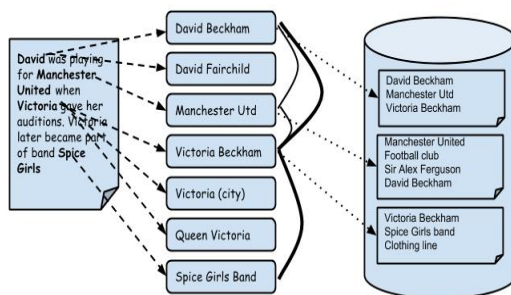 David was playing
for Manchester
United when
Victoria gave her
auditions. Victoria
later became part
of band Spice
Girls
David Beckham
David Fairchild
Manchester Utd
Victoria Beckham
Victoria (city)
Queen Victoria
Spice Girls Band
David Beckham
Manchester Utd
Victoria Beckham
Manchester United
Football club
Sir Alex Ferguson
David Beckham
Victoria Beckham
Spice Girls band
Clothing line